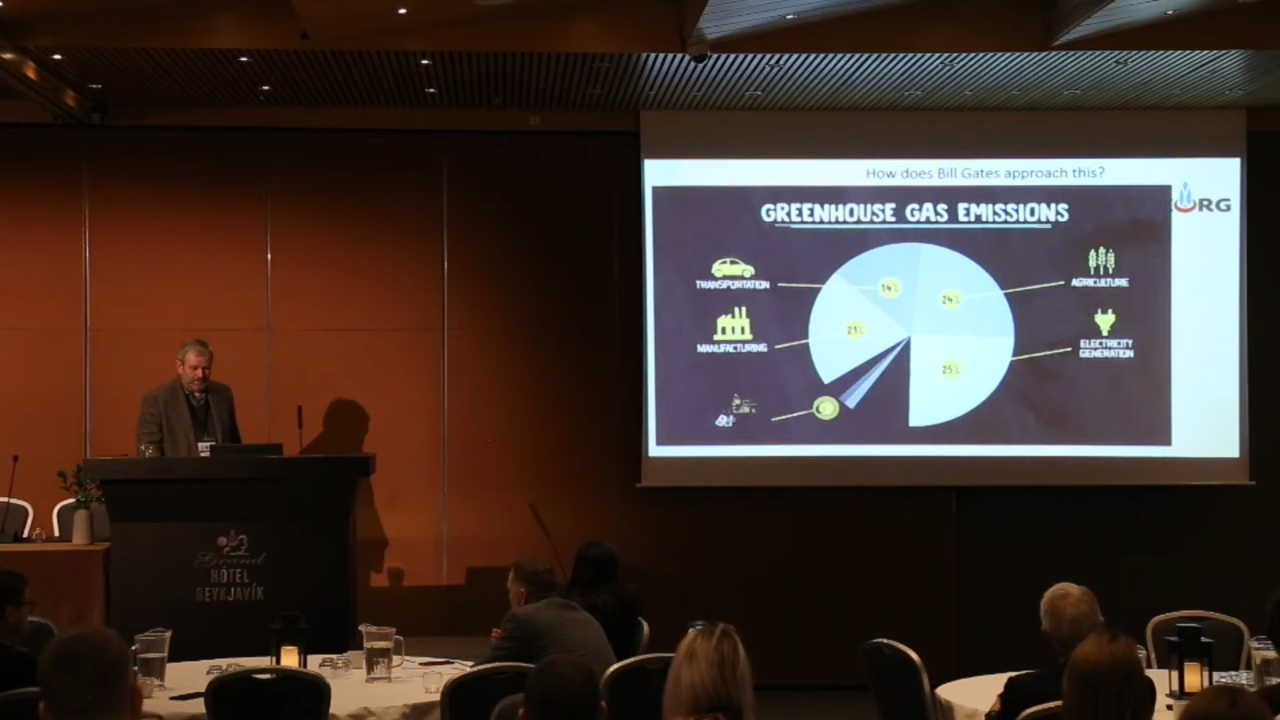 How does Bill Gates approach this?
ORG
GREENHOUSE GAS EMISSIONS
TRANSPORTATION
14%
24%
AGRICULTURE
MANUFACTURING
21%
ELECTRICITY
GENERATION
25%
Grand
HÓTEL
REYKJAVÍK